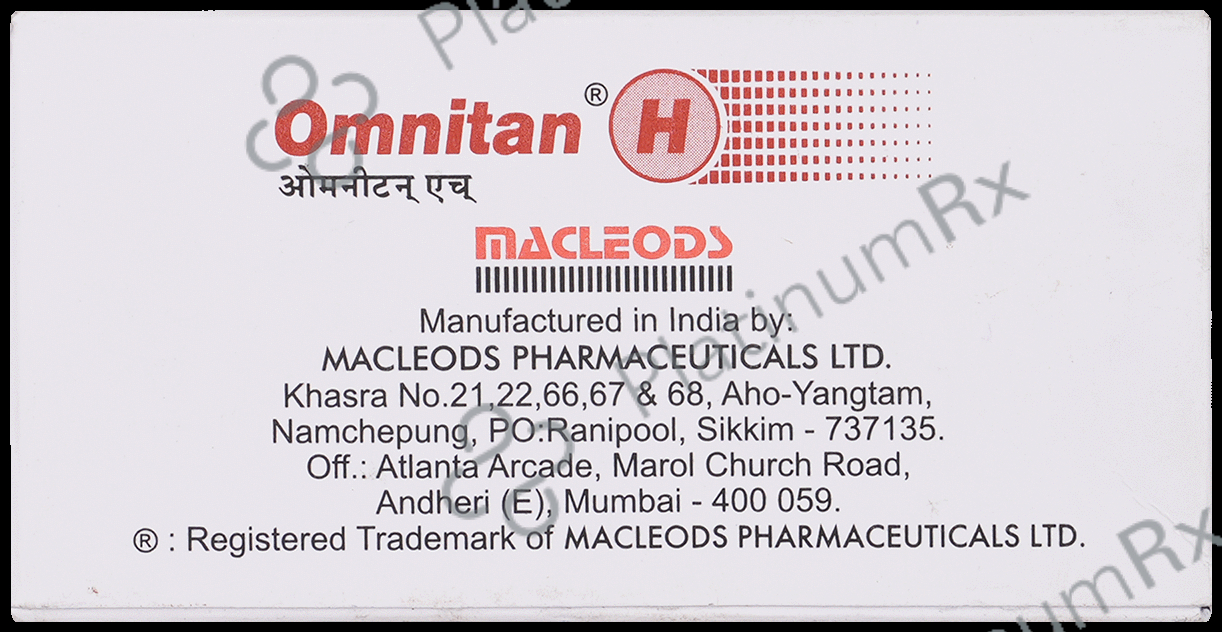 Omnitan ® H
ओमनीटन् एच्
MACLEODS
Manufactured in India by:
MACLEODS PHARMACEUTICALS LTD.
Khasra No.21,22,66,67 & 68, Aho-Yangtam,
Namchepung, PO:Ranipool, Sikkim - 737135.
Off.: Atlanta Arcade, Marol Church Road,
Andheri (E), Mumbai - 400 059.
® : Registered Trademark of MACLEODS PHARMACEUTICALS LTD.
PlatinumRx